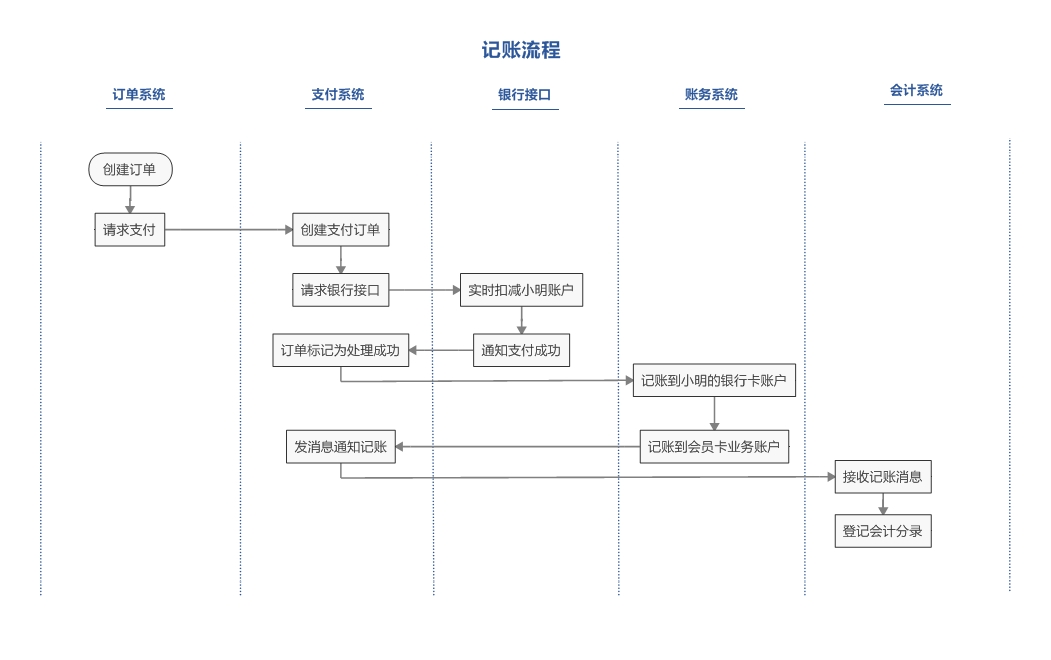 记账流程
订单系统
支付系统
银行接口
账务系统
会计系统
创建订单
请求支付
创建支付订单
请求银行接口
实时扣减小明账户
订单标记为处理成功
通知支付成功
记账到小明的银行卡账户
发消息通知记账
记账到会员卡业务账户
接收记账消息
登记会计分录